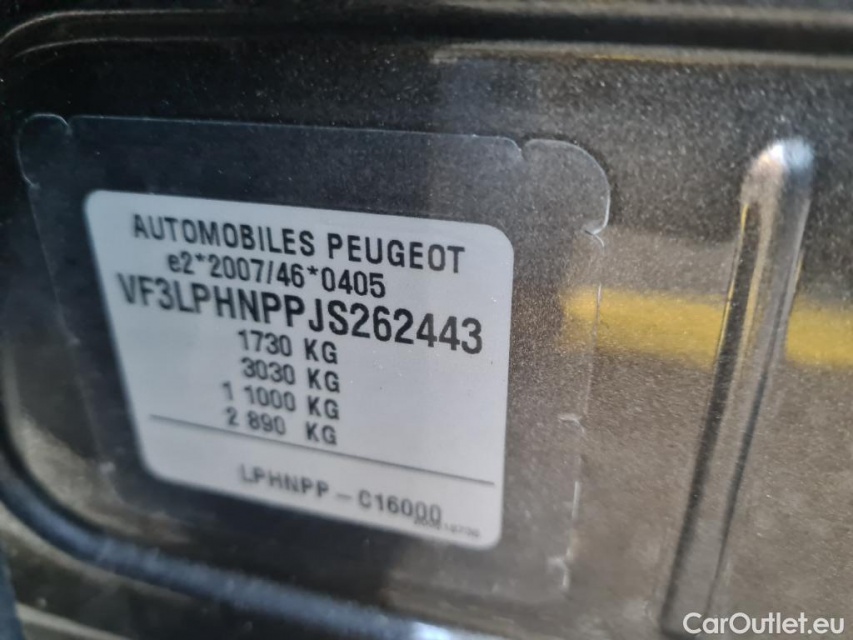 AUTOMOBILES PEUGEOT
e2*2007/46*0405
VF3LPHNPPJS262443
1730 KG
3030 KG
1 1000 KG
2 890 KG
LPHNPP - C16000
CarOutlet.eu